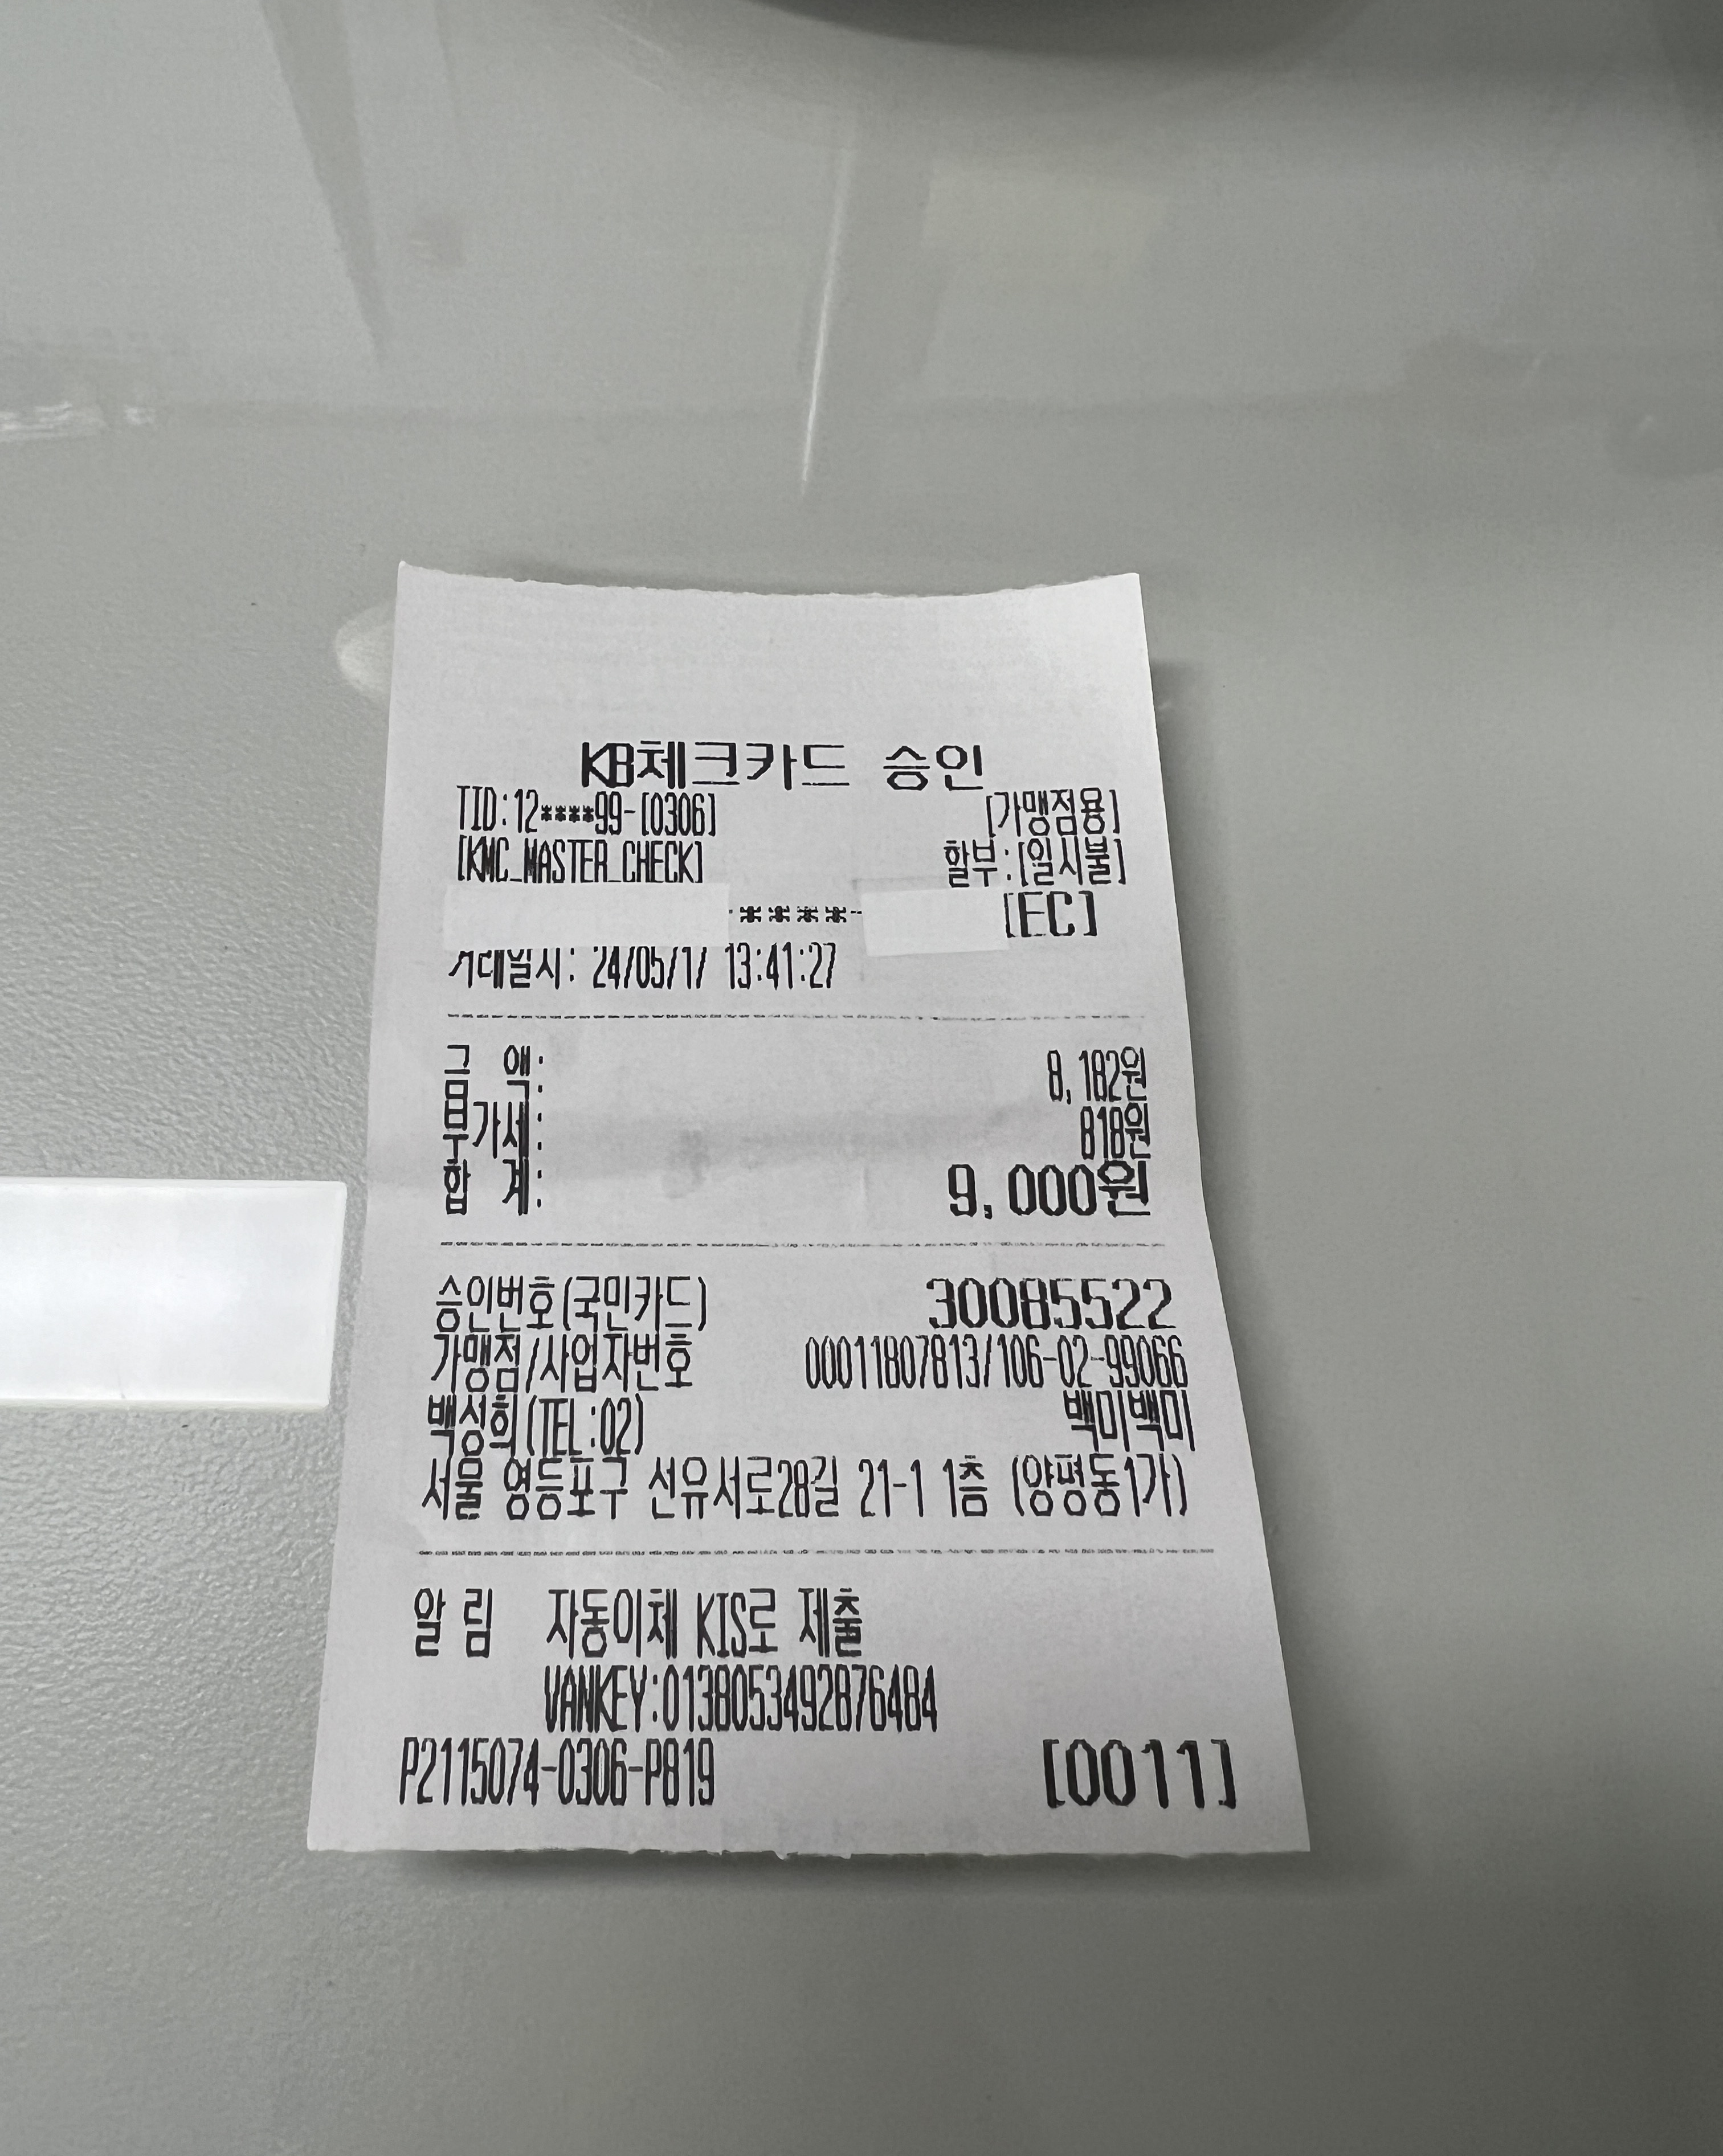 KB체크카드 승인
TID:12****99-[0306] [가맹점용]
[KMC_MASTER_CHECK] 할부:[일시불]
-****- [EC]
거래일시: 24/05/17 13:41:27
금 액: 8,182원
부가세: 818원
합 계: 9,000원
승인번호(국민카드) 30085522
가맹점/사업자번호 00011807813/106-02-99066
백성희(TEL:02) 백미백미
서울 영등포구 선유서로28길 21-1 1층 (양평동1가)
알 림 자동이체 KIS로 제출
VANKEY:0138053492876484
P2115074-0306-P819 [0011]